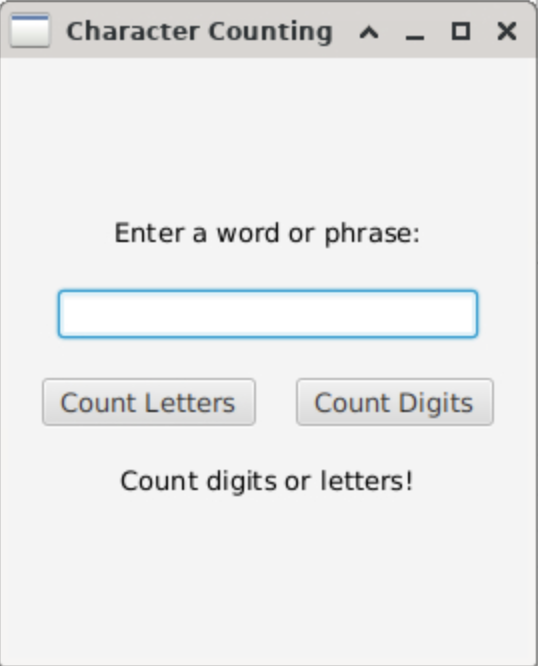 Character Counting
Enter a word or phrase:
Count Letters Count Digits
Count digits or letters!